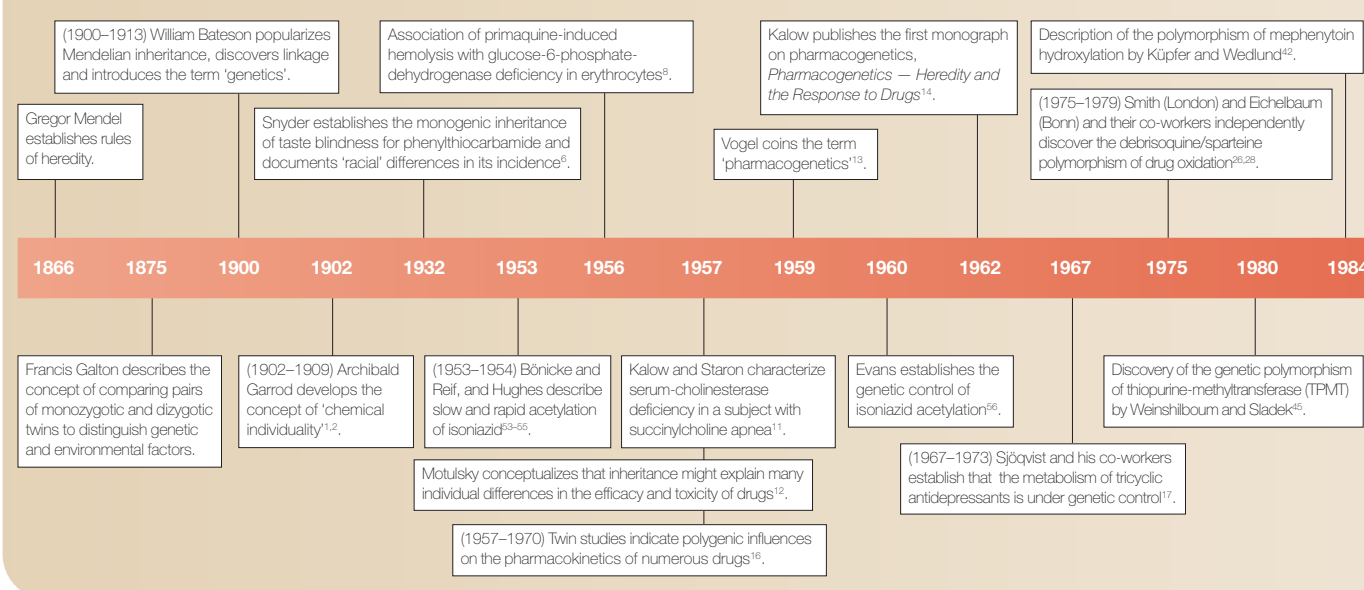 (1900–1913) William Bateson popularizes
Mendelian inheritance, discovers linkage
and introduces the term ‘genetics’.
Association of primaquine-induced
hemolysis with glucose-6-phosphate-
dehydrogenase deficiency in erythrocytes⁸.
Kalow publishes the first monograph
on pharmacogenetics,
Pharmacogenetics — Heredity and
the Response to Drugs¹⁴.
Description of the polymorphism of mephenytoin
hydroxylation by Küpfer and Wedlund⁴².
Gregor Mendel
establishes rules
of heredity.
Snyder establishes the monogenic inheritance
of taste blindness for phenylthiocarbamide and
documents ‘racial’ differences in its incidence⁶.
Vogel coins the term
‘pharmacogenetics’¹³.
(1975–1979) Smith (London) and Eichelbaum
(Bonn) and their co-workers independently
discover the debrisoquine/sparteine
polymorphism of drug oxidation²⁶,²⁸.
1866 1875 1900 1902 1932 1953 1956 1957 1959 1960 1962 1967 1975 1980 1984
Francis Galton describes the
concept of comparing pairs
of monozygotic and dizygotic
twins to distinguish genetic
and environmental factors.
(1902–1909) Archibald
Garrod develops the
concept of ‘chemical
individuality’¹,².
(1953–1954) Bönicke and
Reif, and Hughes describe
slow and rapid acetylation
of isoniazid⁵³–⁵⁵.
Kalow and Staron characterize
serum-cholinesterase
deficiency in a subject with
succinylcholine apnea¹¹.
Evans establishes the
genetic control of
isoniazid acetylation⁵⁶.
Discovery of the genetic polymorphism
of thiopurine-methyltransferase (TPMT)
by Weinshilboum and Sladek⁴⁵.
Motulsky conceptualizes that inheritance might explain many
individual differences in the efficacy and toxicity of drugs¹².
(1967–1973) Sjöqvist and his co-workers
establish that the metabolism of tricyclic
antidepressants is under genetic control¹⁷.
(1957–1970) Twin studies indicate polygenic influences
on the pharmacokinetics of numerous drugs¹⁶.